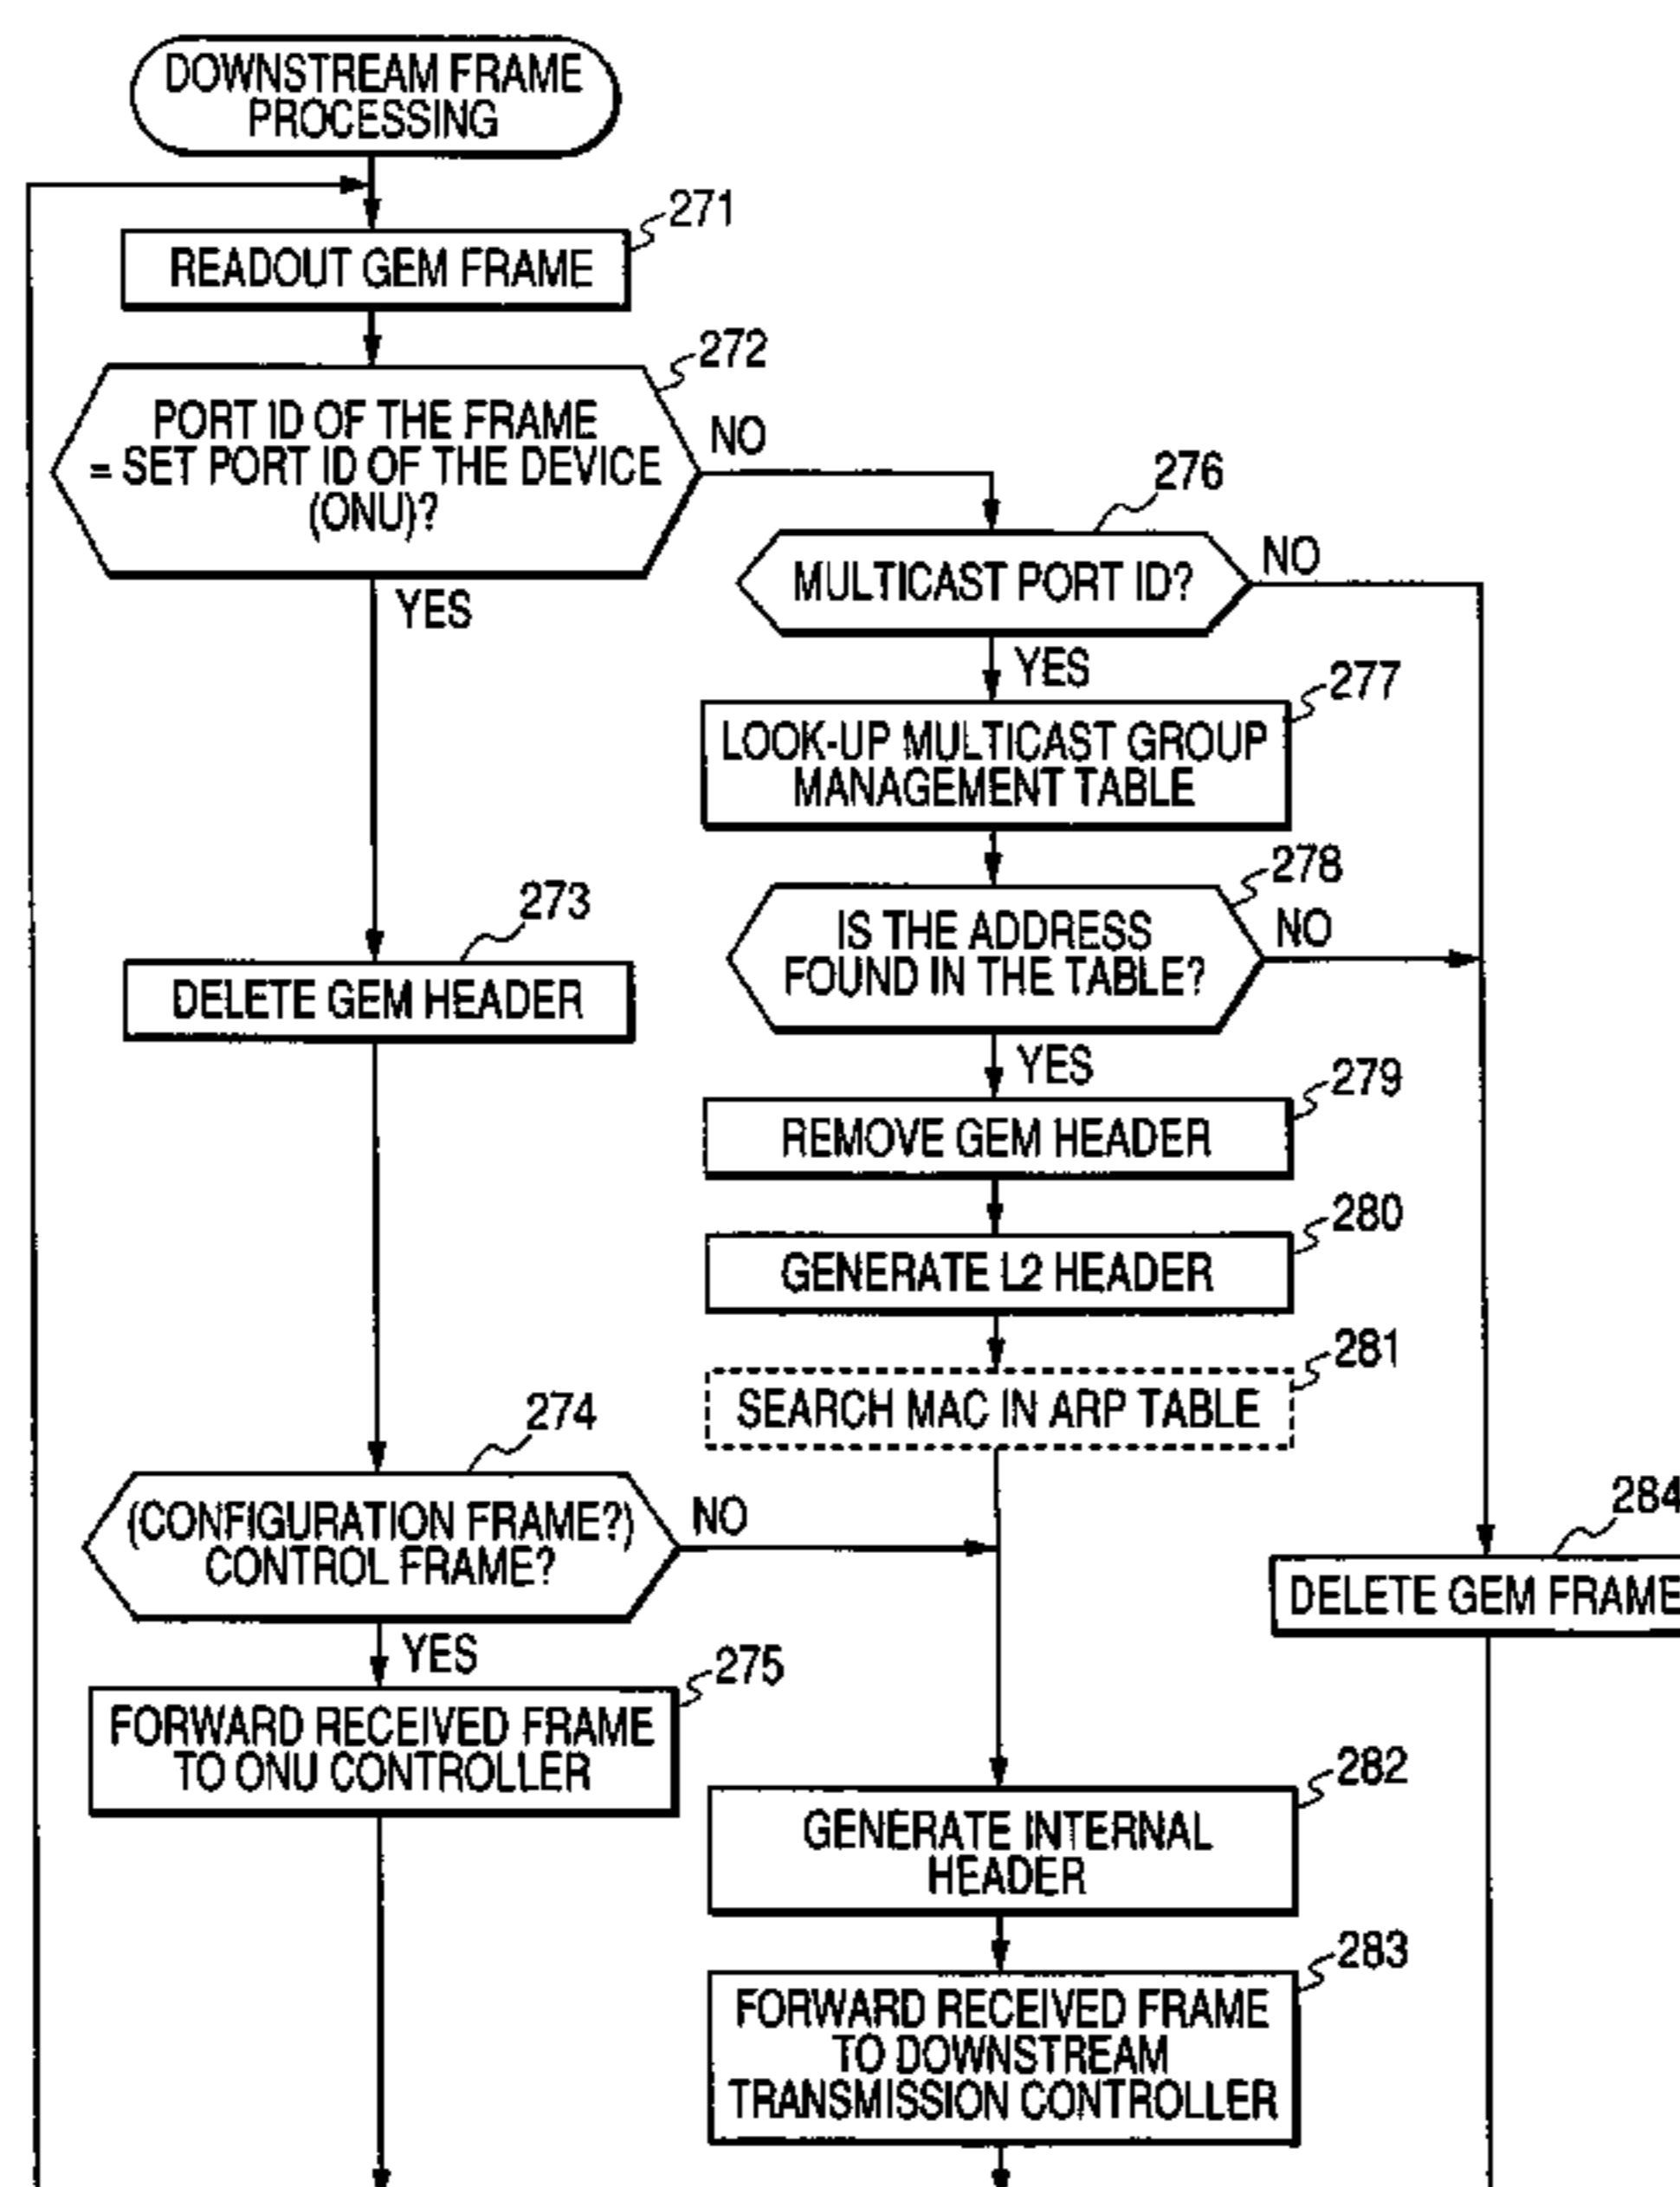 DOWNSTREAM FRAME
PROCESSING
271
READOUT GEM FRAME
272
PORT ID OF THE FRAME
= SET PORT ID OF THE DEVICE
(ONU)?
NO
YES
276
MULTICAST PORT ID?
NO
YES
277
LOOK-UP MULTICAST GROUP
MANAGEMENT TABLE
278
IS THE ADDRESS
FOUND IN THE TABLE?
NO
YES
273
DELETE GEM HEADER
279
REMOVE GEM HEADER
280
GENERATE L2 HEADER
281
SEARCH MAC IN ARP TABLE
274
(CONFIGURATION FRAME?)
CONTROL FRAME?
NO
YES
284
DELETE GEM FRAME
275
FORWARD RECEIVED FRAME
TO ONU CONTROLLER
282
GENERATE INTERNAL
HEADER
283
FORWARD RECEIVED FRAME
TO DOWNSTREAM
TRANSMISSION CONTROLLER